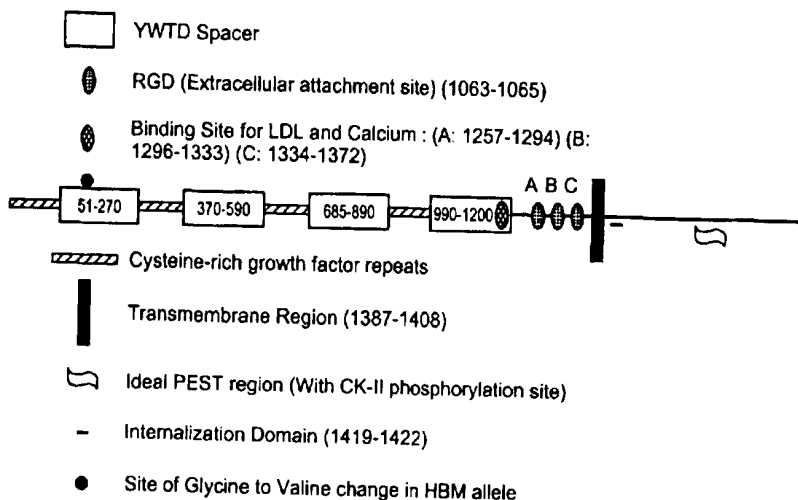 YWTD Spacer
RGD (Extracellular attachment site) (1063-1065)
Binding Site for LDL and Calcium : (A: 1257-1294) (B:
1296-1333) (C: 1334-1372)
A B C
51-270 370-590 685-890 990-1200
Cysteine-rich growth factor repeats
Transmembrane Region (1387-1408)
Ideal PEST region (With CK-II phosphorylation site)
Internalization Domain (1419-1422)
Site of Glycine to Valine change in HBM allele